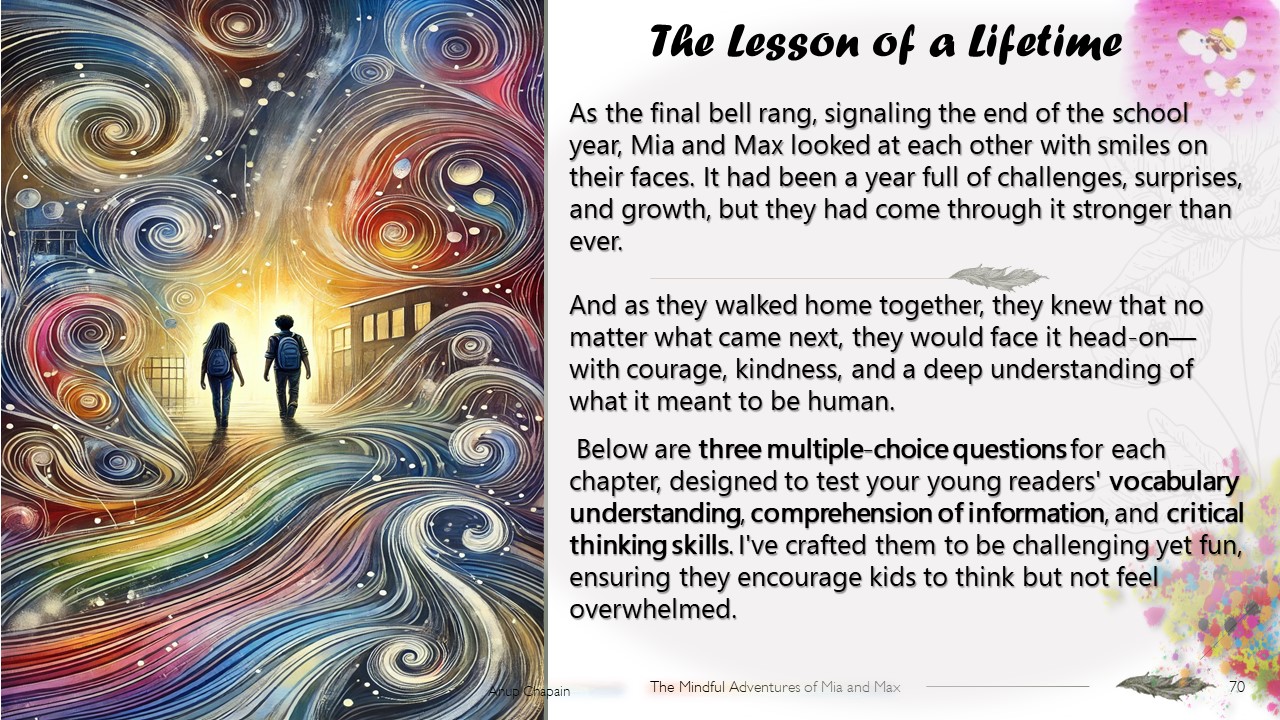 The Lesson of a Lifetime
As the final bell rang, signaling the end of the school
year, Mia and Max looked at each other with smiles on
their faces. It had been a year full of challenges, surprises,
and growth, but they had come through it stronger than
ever.
And as they walked home together, they knew that no
matter what came next, they would face it head-on—
with courage, kindness, and a deep understanding of
what it meant to be human.
Below are three multiple-choice questions for each
chapter, designed to test your young readers' vocabulary
understanding, comprehension of information, and critical
thinking skills. I've crafted them to be challenging yet fun,
ensuring they encourage kids to think but not feel
overwhelmed.
Anup Chapain
The Mindful Adventures of Mia and Max
70